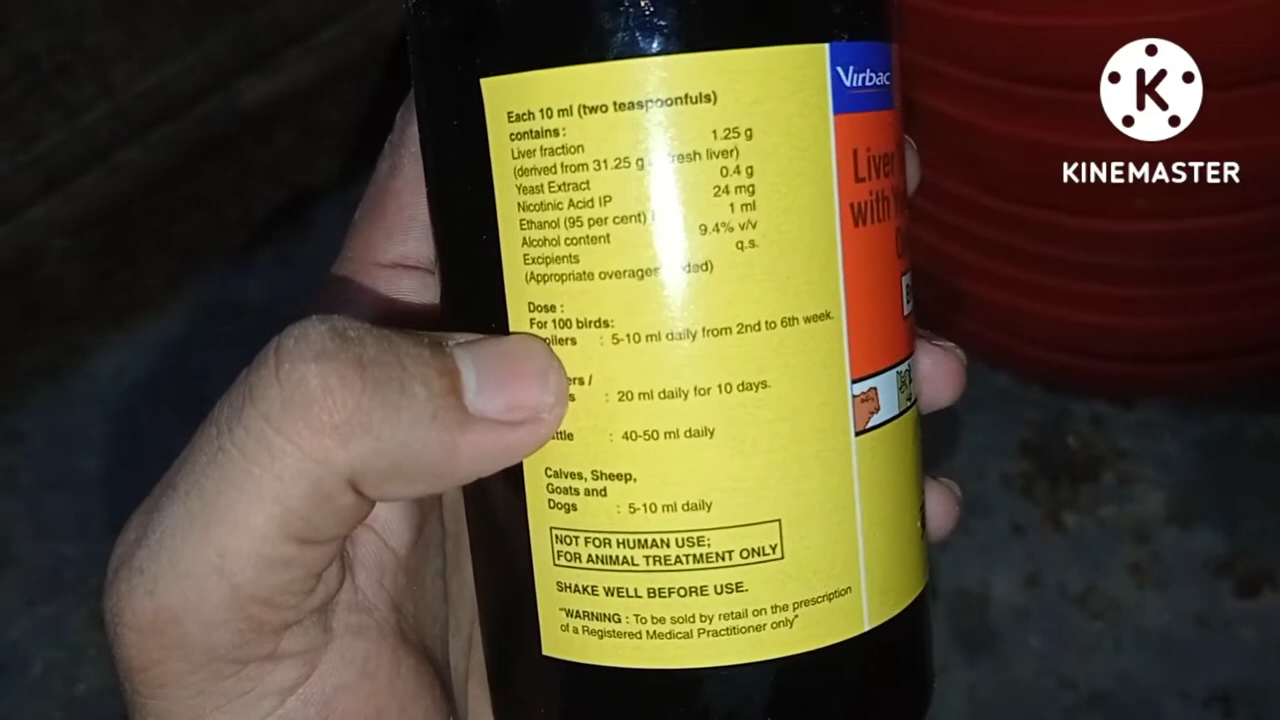 Each 10 ml (two teaspoonfuls)
contains:
Liver fraction 1.25 g
(derived from 31.25 g fresh liver)
Yeast Extract 0.4 g
Nicotinic Acid IP 24 mg
Ethanol (95 per cent) 1 ml
Alcohol content 9.4% v/v
Excipients q.s.
(Appropriate overages added)
Dose :
For 100 birds:
: 5-10 ml daily from 2nd to 6th week.
: 20 ml daily for 10 days.
: 40-50 ml daily
Calves, Sheep,
Goats and
Dogs : 5-10 ml daily
NOT FOR HUMAN USE;
FOR ANIMAL TREATMENT ONLY
SHAKE WELL BEFORE USE.
"WARNING : To be sold by retail on the prescription
of a Registered Medical Practitioner only"
Virbac
Liver
with
K
KINEMASTER